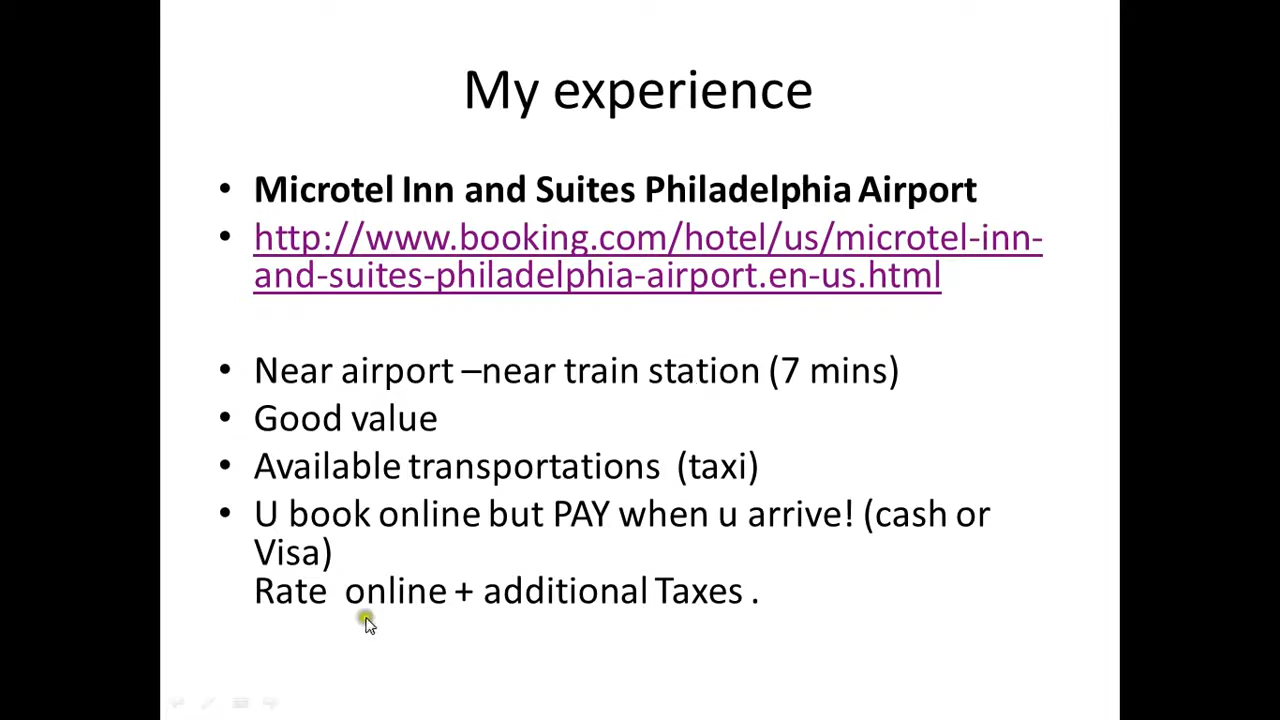 My experience
• Microtel Inn and Suites Philadelphia Airport
• http://www.booking.com/hotel/us/microtel-inn-
and-suites-philadelphia-airport.en-us.html
• Near airport –near train station (7 mins)
• Good value
• Available transportations (taxi)
• U book online but PAY when u arrive! (cash or
Visa)
Rate online + additional Taxes .